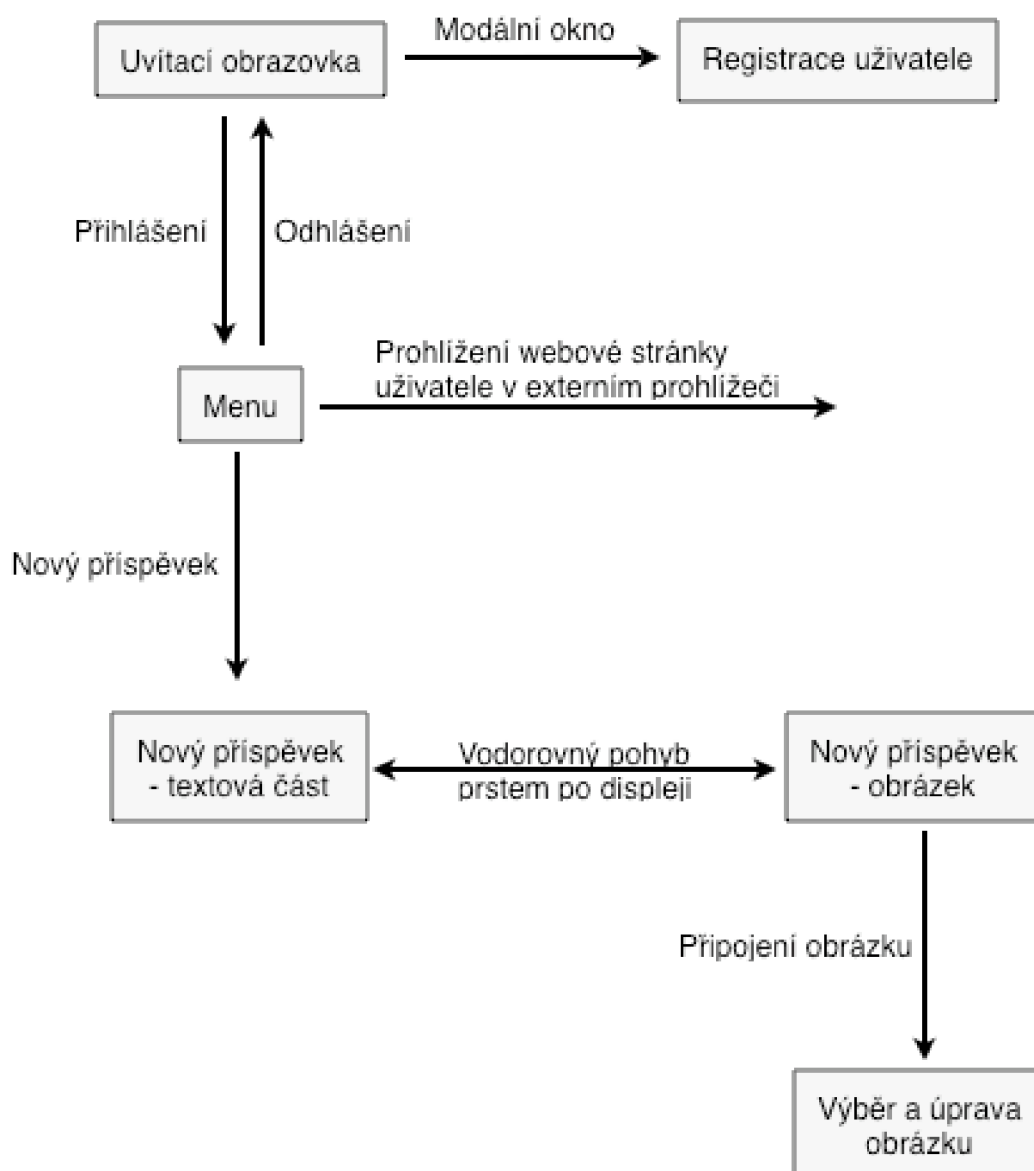 Modální okno
Uvítací obrazovka
Registrace uživatele
Přihlášení
Odhlášení
Prohlížení webové stránky
uživatele v externím prohlížeči
Menu
Nový příspěvek
Nový příspěvek
- textová část
Vodorovný pohyb
prstem po displeji
Nový příspěvek
- obrázek
Připojení obrázku
Výběr a úprava
obrázku